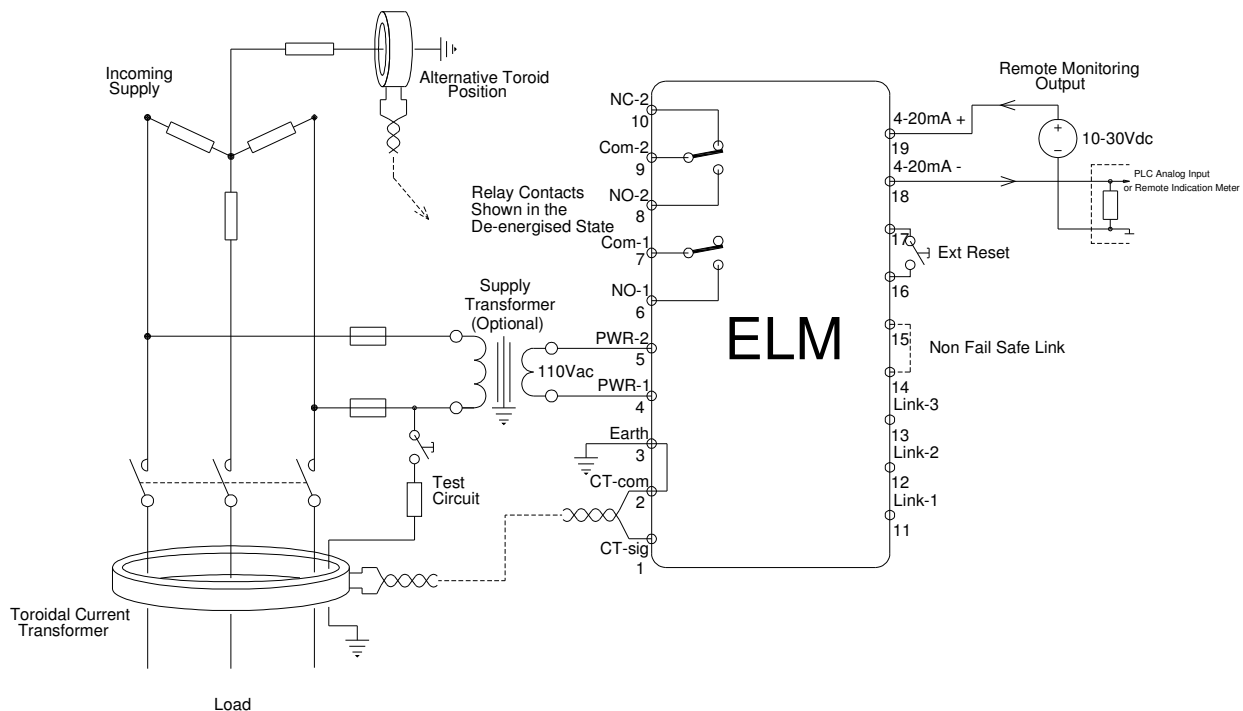 Incoming
Supply
Alternative Toroid
Position
Relay Contacts
Shown in the
De-energised State
Supply
Transformer
(Optional)
110Vac
Test
Circuit
Toroidal Current
Transformer
Load
NC-2
10
Com-2
9
NO-2
8
Com-1
7
NO-1
6
PWR-2
5
PWR-1
4
Earth
3
CT-com
2
CT-sig
1
ELM
Remote Monitoring
Output
4-20mA +
19
+
−
10-30Vdc
4-20mA -
18
PLC Analog Input
or Remote Indication Meter
17
Ext Reset
16
15
Non Fail Safe Link
14
Link-3
13
Link-2
12
Link-1
11